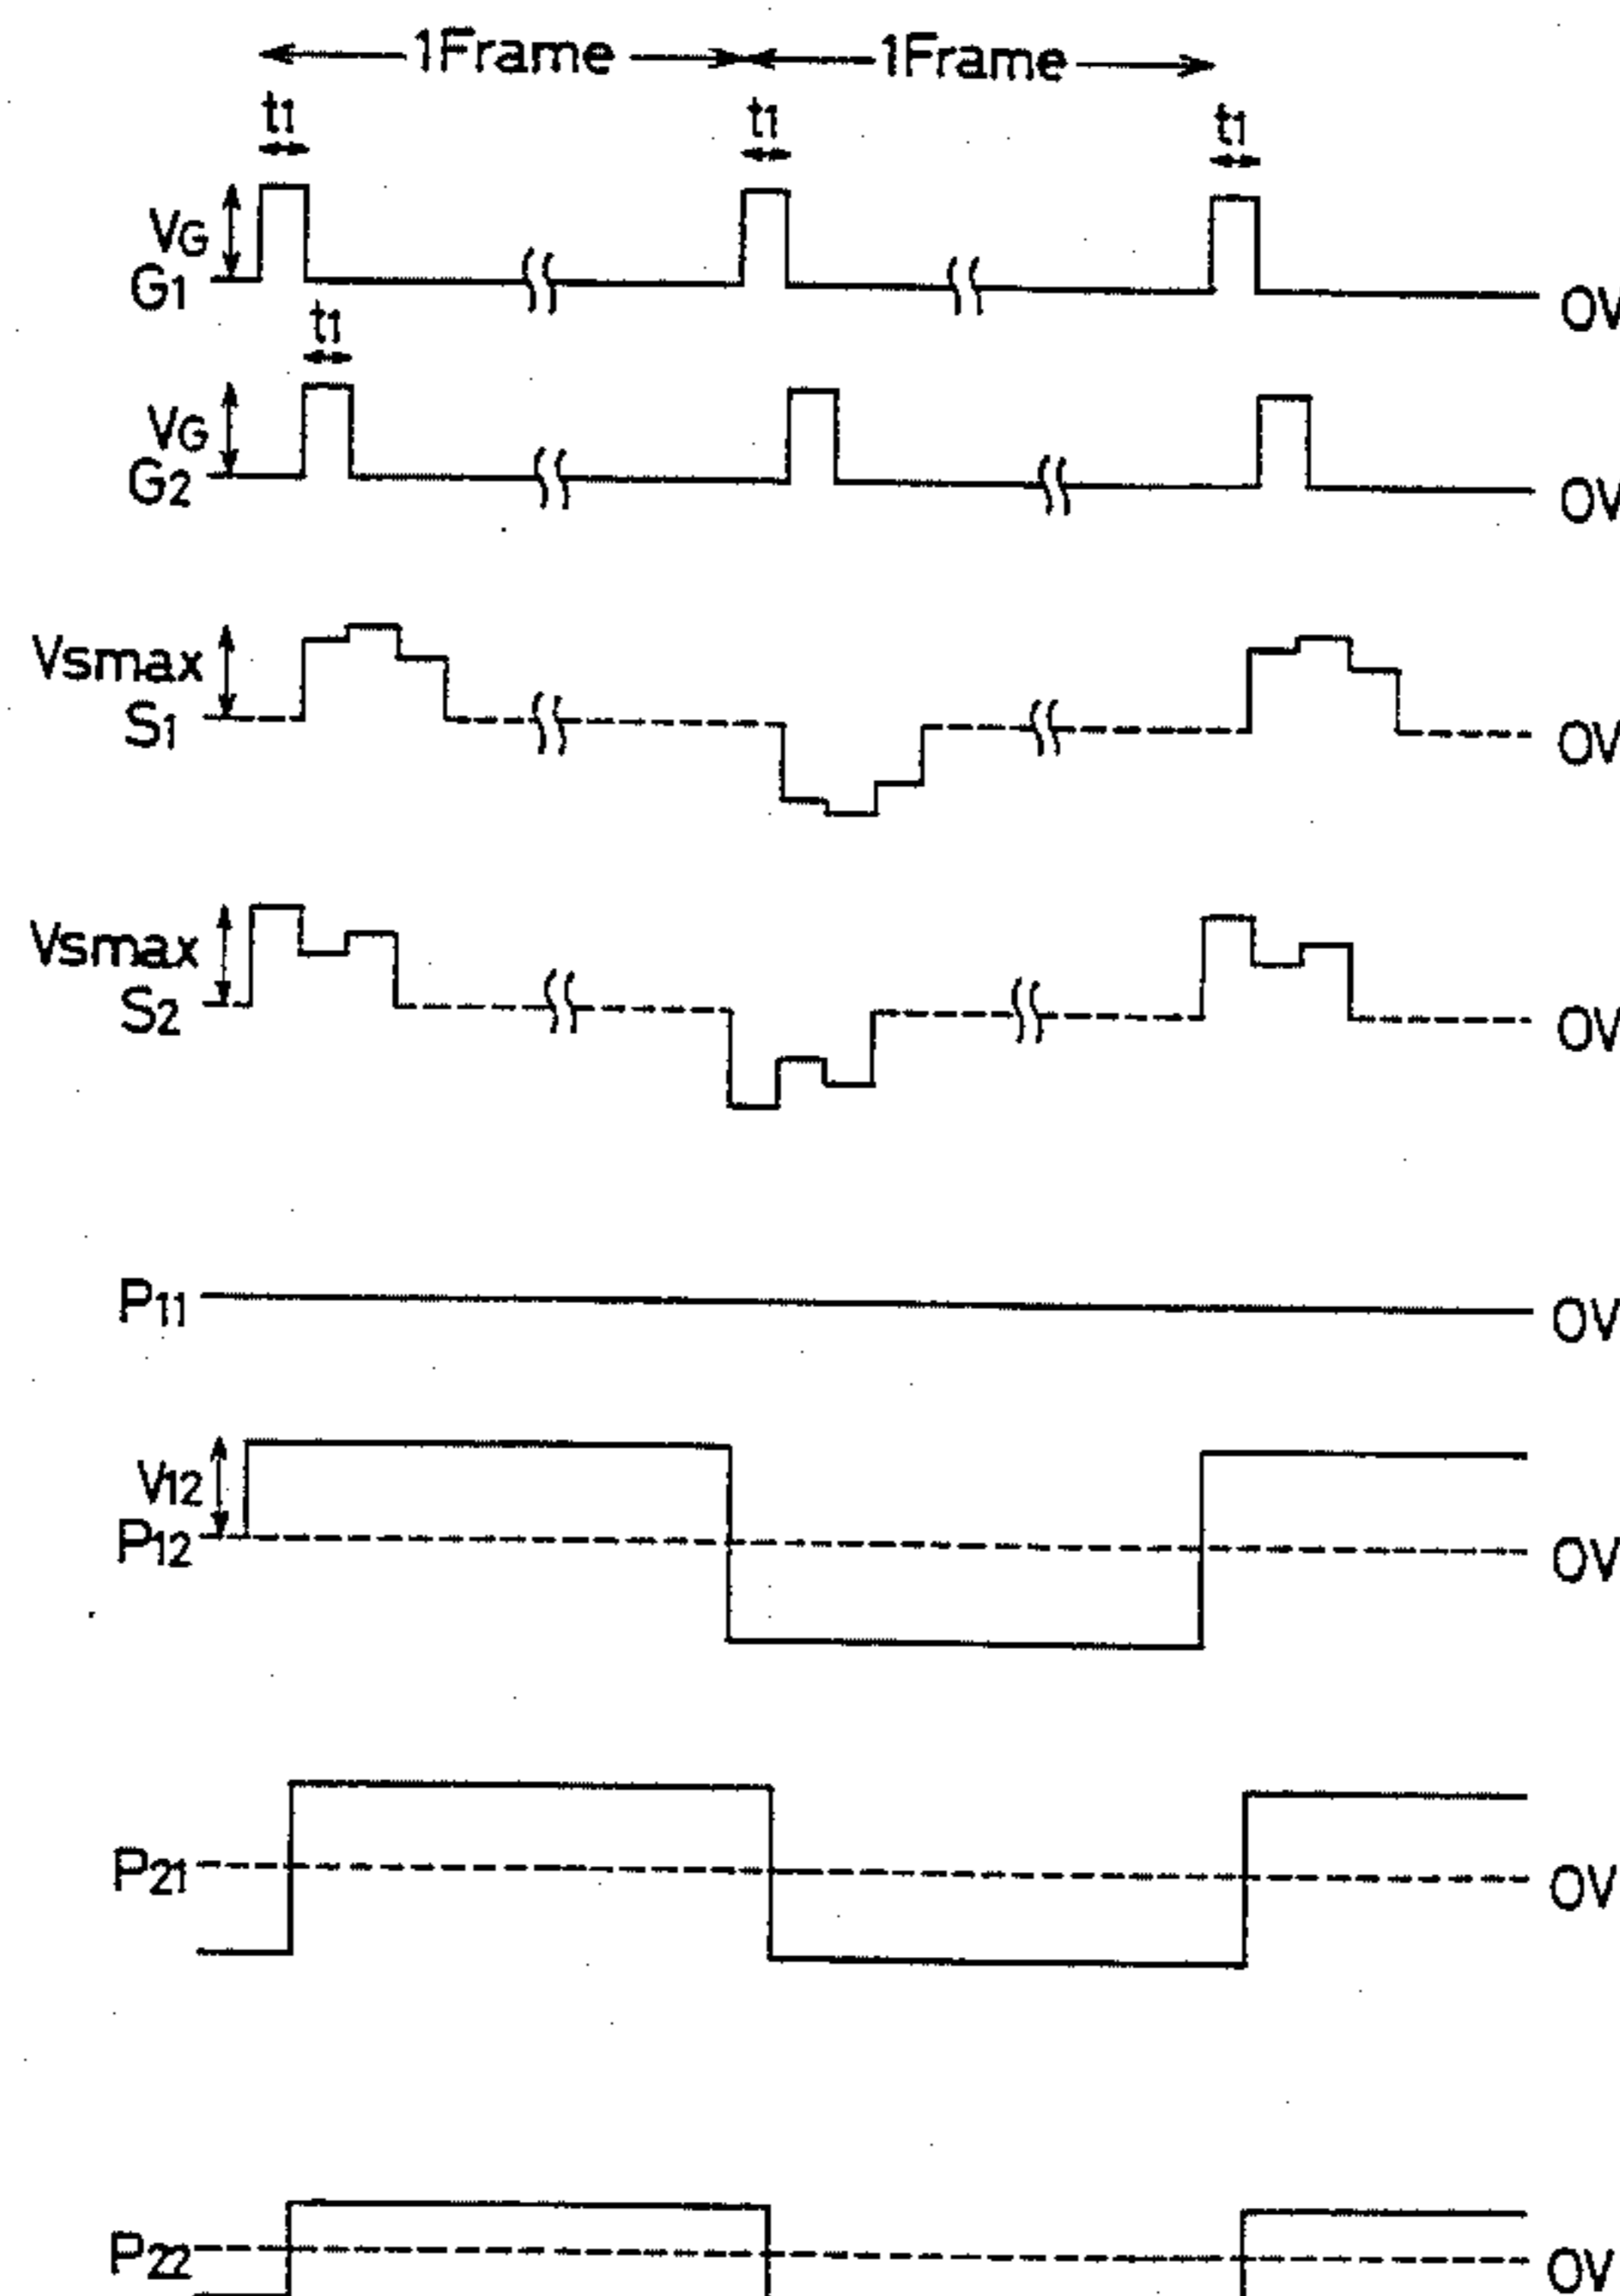 1Frame 1Frame
t1 t1 t1
VG
G1 0V
t1
VG
G2 0V
Vsmax
S1 0V
Vsmax
S2 0V
P11 0V
V12
P12 0V
P21 0V
P22 0V